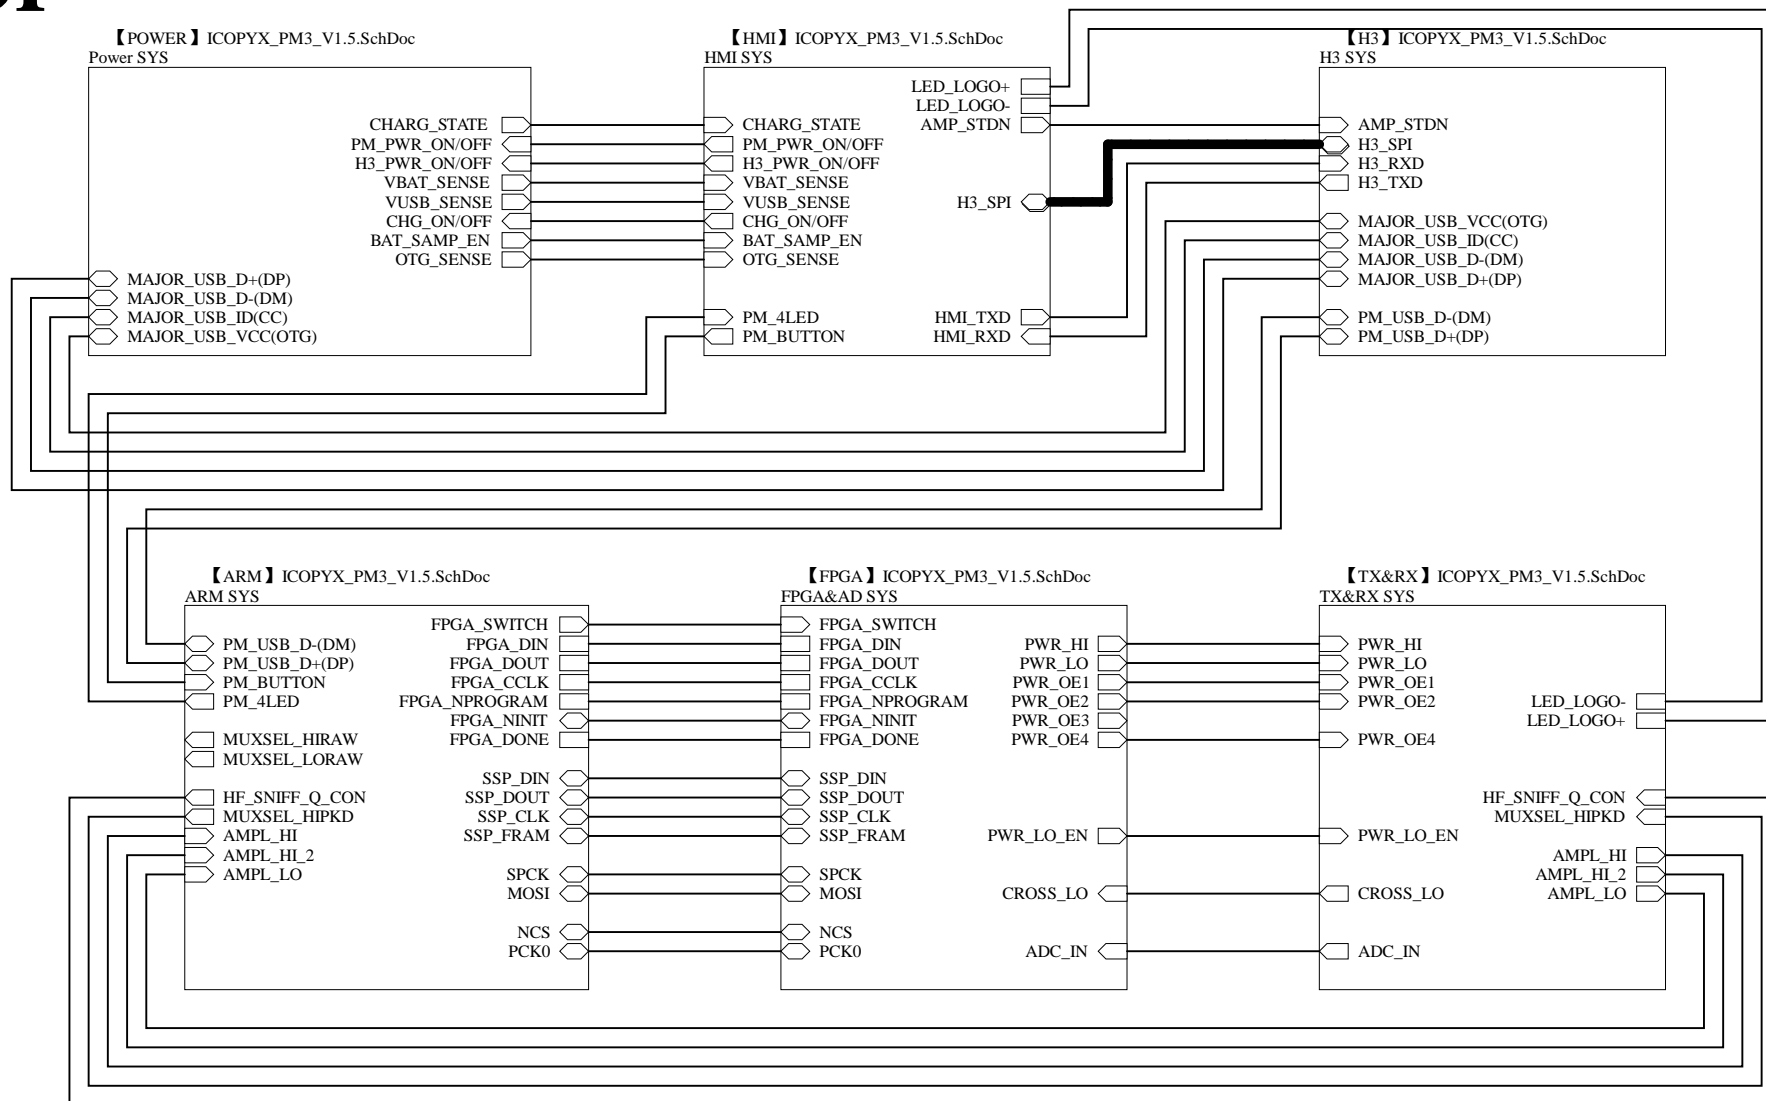 【POWER】ICOPYX_PM3_V1.5.SchDoc
Power SYS
CHARG_STATE
PM_PWR_ON/OFF
H3_PWR_ON/OFF
VBAT_SENSE
VUSB_SENSE
CHG_ON/OFF
BAT_SAMP_EN
OTG_SENSE
MAJOR_USB_D+(DP)
MAJOR_USB_D-(DM)
MAJOR_USB_ID(CC)
MAJOR_USB_VCC(OTG)
【HMI】ICOPYX_PM3_V1.5.SchDoc
HMI SYS
LED_LOGO+
LED_LOGO-
AMP_STDN
CHARG_STATE
PM_PWR_ON/OFF
H3_PWR_ON/OFF
VBAT_SENSE
VUSB_SENSE
CHG_ON/OFF
BAT_SAMP_EN
OTG_SENSE
H3_SPI
PM_4LED
PM_BUTTON
HMI_TXD
HMI_RXD
【H3】ICOPYX_PM3_V1.5.SchDoc
H3 SYS
AMP_STDN
H3_SPI
H3_RXD
H3_TXD
MAJOR_USB_VCC(OTG)
MAJOR_USB_ID(CC)
MAJOR_USB_D-(DM)
MAJOR_USB_D+(DP)
PM_USB_D-(DM)
PM_USB_D+(DP)
【ARM】ICOPYX_PM3_V1.5.SchDoc
ARM SYS
PM_USB_D-(DM)
PM_USB_D+(DP)
PM_BUTTON
PM_4LED
MUXSEL_HIRAW
MUXSEL_LORAW
HF_SNIFF_Q_CON
MUXSEL_HIPKD
AMPL_HI
AMPL_HI_2
AMPL_LO
FPGA_SWITCH
FPGA_DIN
FPGA_DOUT
FPGA_CCLK
FPGA_NPROGRAM
FPGA_NINIT
FPGA_DONE
SSP_DIN
SSP_DOUT
SSP_CLK
SSP_FRAM
SPCK
MOSI
NCS
PCK0
【FPGA】ICOPYX_PM3_V1.5.SchDoc
FPGA&AD SYS
FPGA_SWITCH
FPGA_DIN
FPGA_DOUT
FPGA_CCLK
FPGA_NPROGRAM
FPGA_NINIT
FPGA_DONE
SSP_DIN
SSP_DOUT
SSP_CLK
SSP_FRAM
SPCK
MOSI
NCS
PCK0
PWR_HI
PWR_LO
PWR_OE1
PWR_OE2
PWR_OE3
PWR_OE4
PWR_LO_EN
CROSS_LO
ADC_IN
【TX&RX】ICOPYX_PM3_V1.5.SchDoc
TX&RX SYS
PWR_HI
PWR_LO
PWR_OE1
PWR_OE2
PWR_OE4
PWR_LO_EN
CROSS_LO
ADC_IN
LED_LOGO-
LED_LOGO+
HF_SNIFF_Q_CON
MUXSEL_HIPKD
AMPL_HI
AMPL_HI_2
AMPL_LO